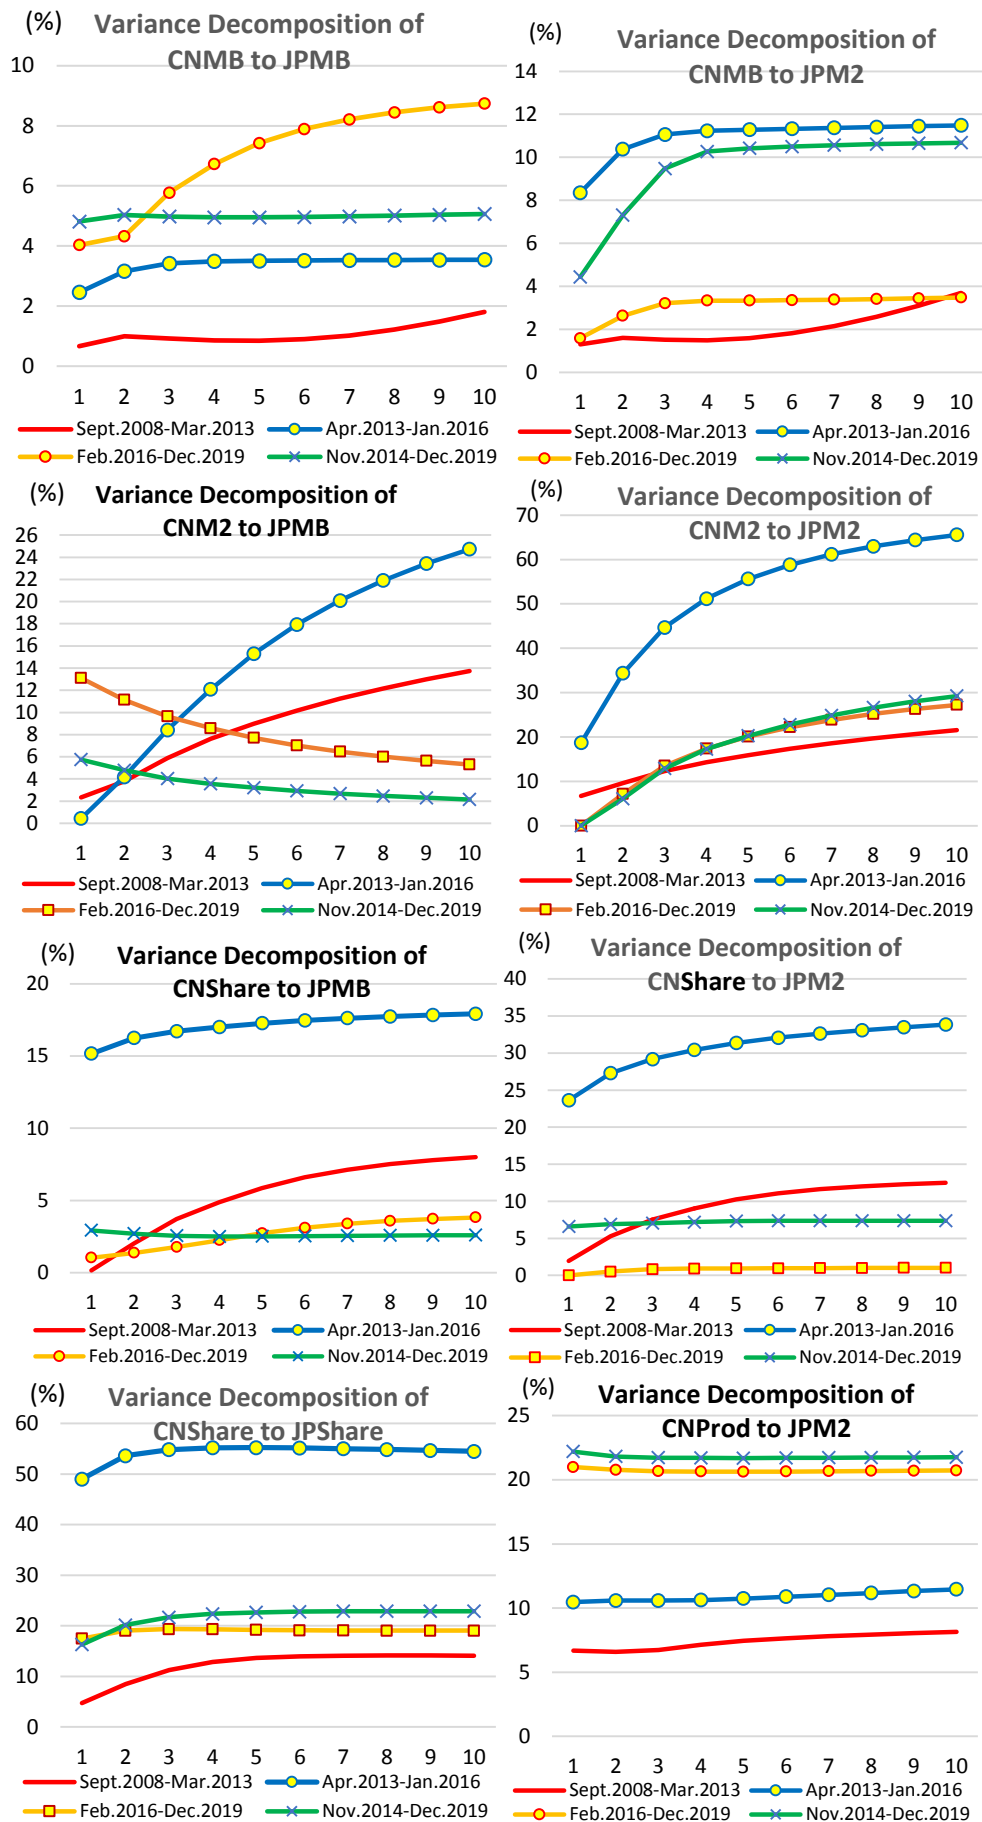 (%)
Variance Decomposition of
CNMB to JPMB
10
8
6
4
2
0
1 2 3 4 5 6 7 8 9 10
Sept.2008-Mar.2013
Apr.2013-Jan.2016
Feb.2016-Dec.2019
Nov.2014-Dec.2019
(%)
Variance Decomposition of
CNMB to JPM2
14
12
10
8
6
4
2
0
1 2 3 4 5 6 7 8 9 10
Sept.2008-Mar.2013
Apr.2013-Jan.2016
Feb.2016-Dec.2019
Nov.2014-Dec.2019
(%)
Variance Decomposition of
CNM2 to JPMB
26
24
22
20
18
16
14
12
10
8
6
4
2
0
1 2 3 4 5 6 7 8 9 10
Sept.2008-Mar.2013
Apr.2013-Jan.2016
Feb.2016-Dec.2019
Nov.2014-Dec.2019
(%)
Variance Decomposition of
CNM2 to JPM2
70
60
50
40
30
20
10
0
1 2 3 4 5 6 7 8 9 10
Sept.2008-Mar.2013
Apr.2013-Jan.2016
Feb.2016-Dec.2019
Nov.2014-Dec.2019
(%)
Variance Decomposition of
CNShare to JPMB
20
15
10
5
0
1 2 3 4 5 6 7 8 9 10
Sept.2008-Mar.2013
Apr.2013-Jan.2016
Feb.2016-Dec.2019
Nov.2014-Dec.2019
(%)
Variance Decomposition of
CNShare to JPM2
40
35
30
25
20
15
10
5
0
1 2 3 4 5 6 7 8 9 10
Sept.2008-Mar.2013
Apr.2013-Jan.2016
Feb.2016-Dec.2019
Nov.2014-Dec.2019
(%)
Variance Decomposition of
CNShare to JPShare
60
50
40
30
20
10
0
1 2 3 4 5 6 7 8 9 10
Sept.2008-Mar.2013
Apr.2013-Jan.2016
Feb.2016-Dec.2019
Nov.2014-Dec.2019
(%)
Variance Decomposition of
CNProd to JPM2
25
20
15
10
5
0
1 2 3 4 5 6 7 8 9 10
Sept.2008-Mar.2013
Apr.2013-Jan.2016
Feb.2016-Dec.2019
Nov.2014-Dec.2019